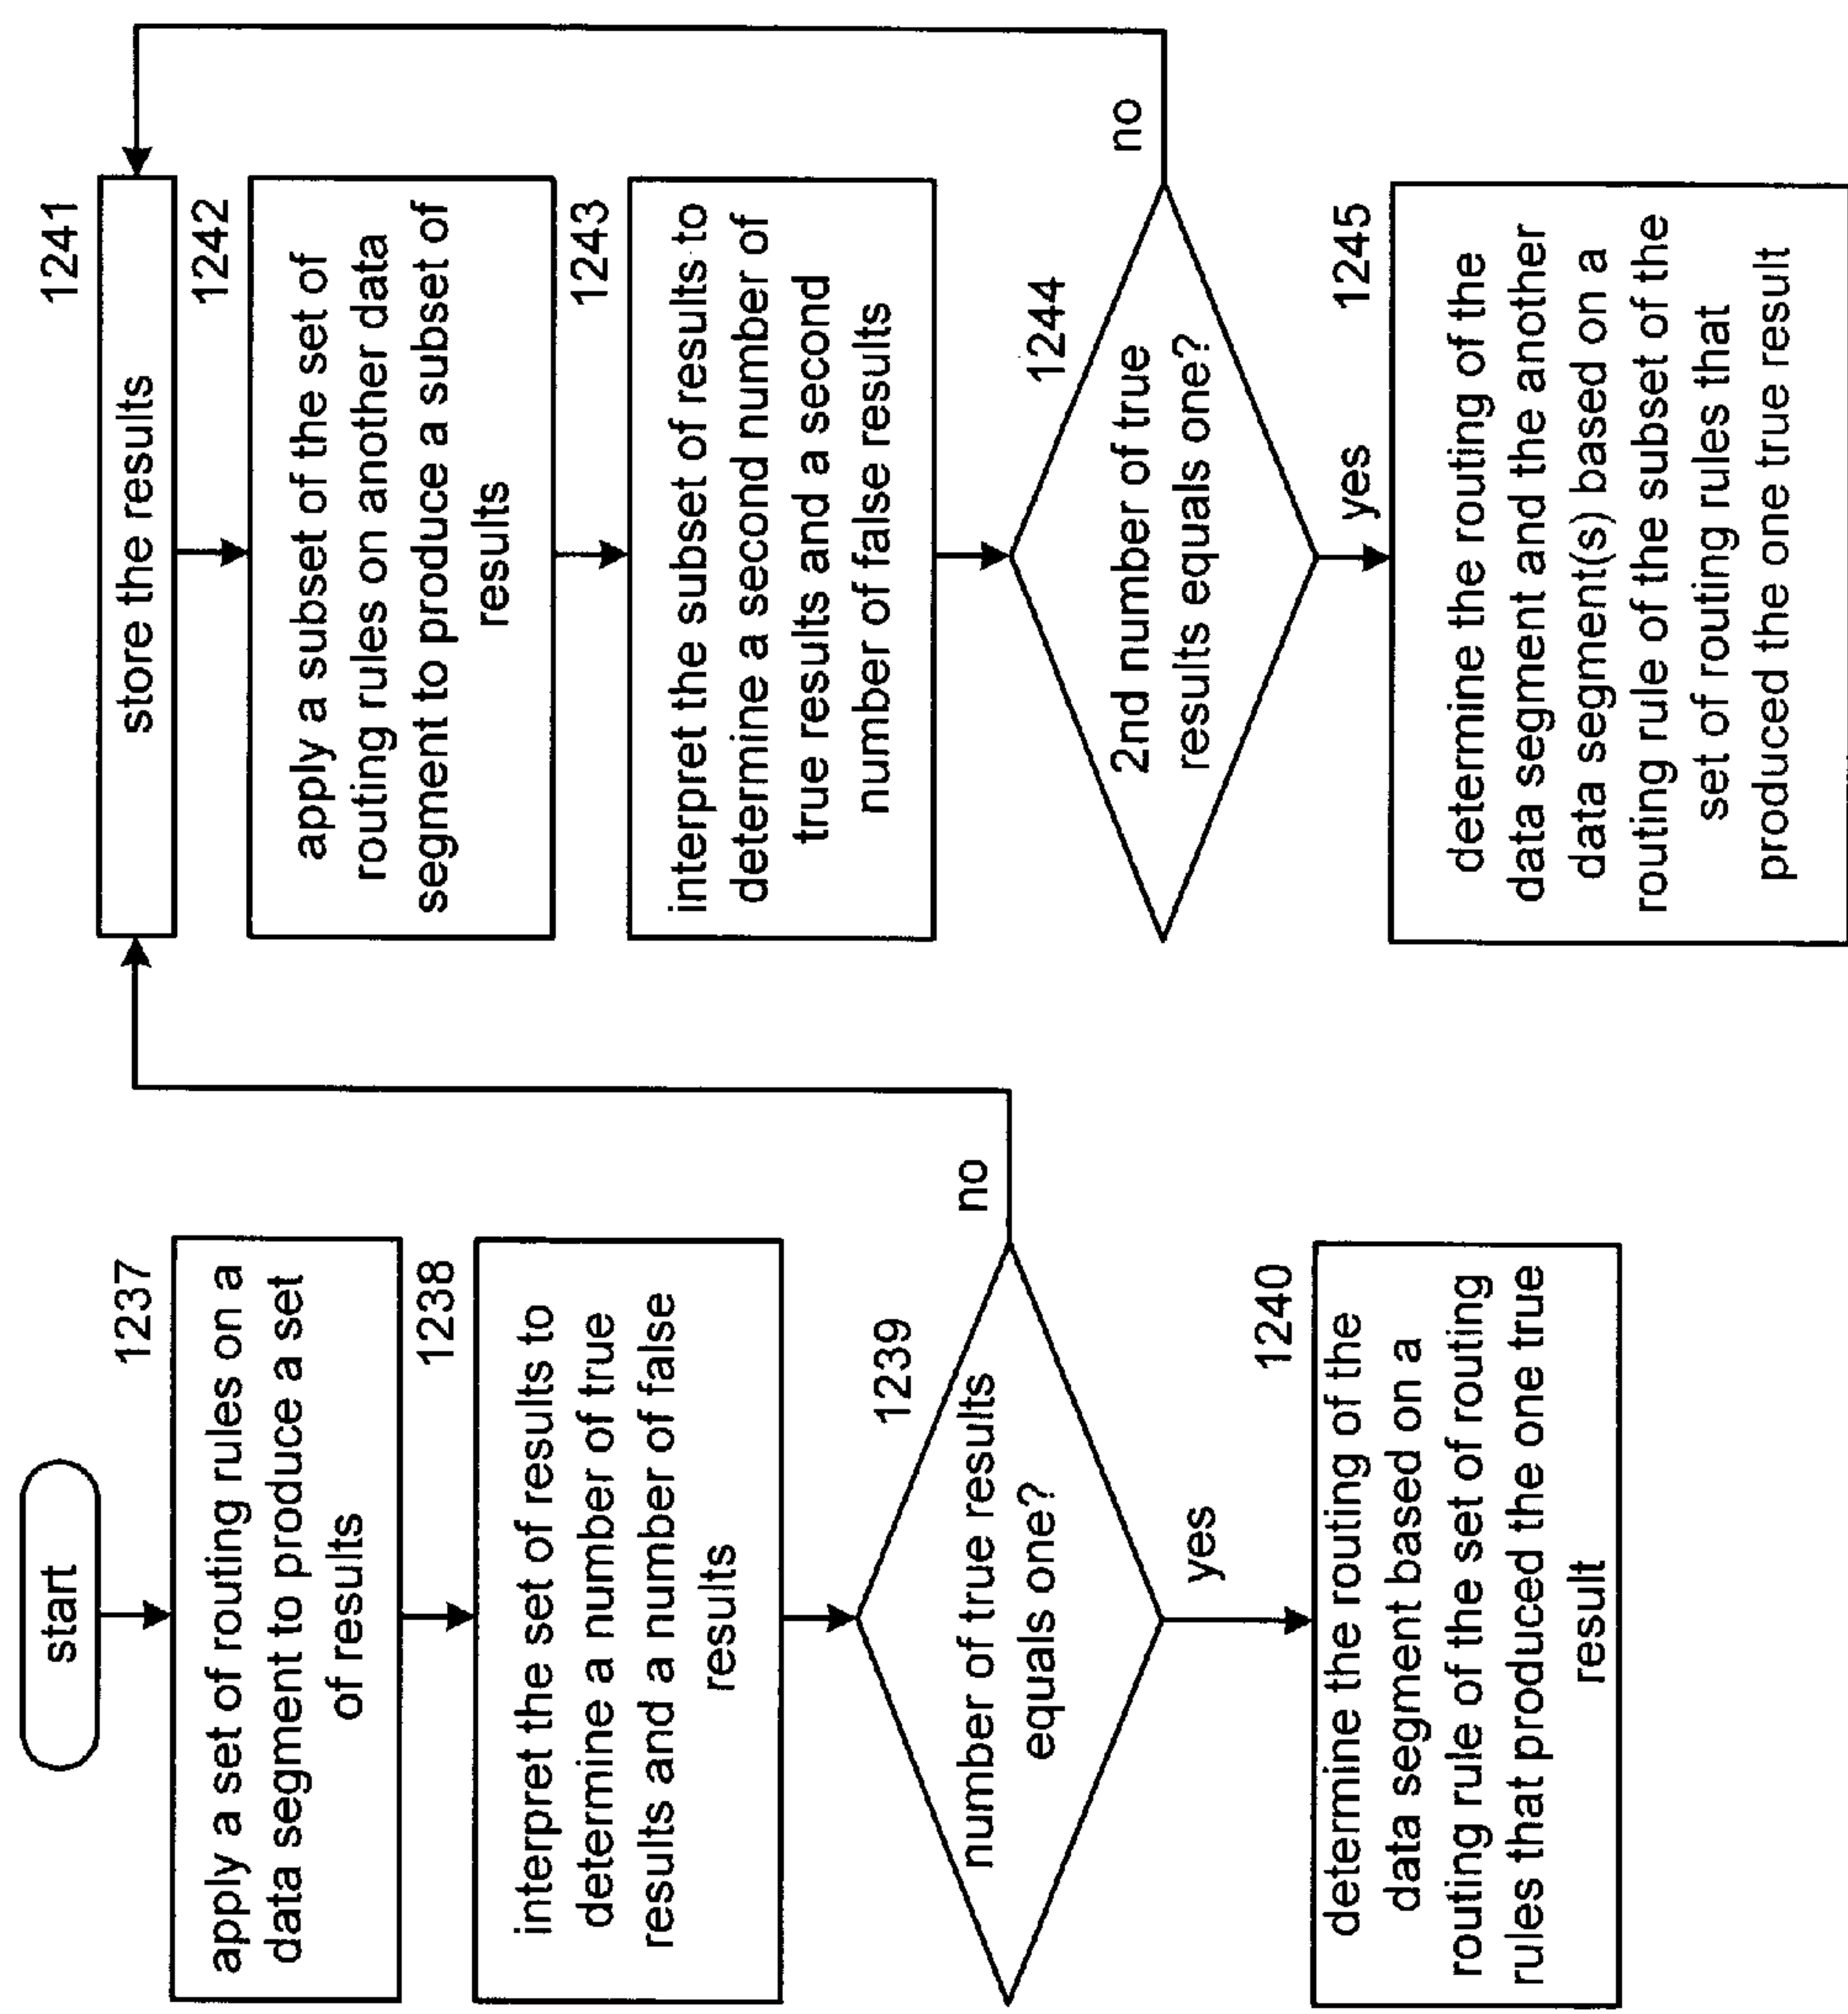 start
1237
apply a set of routing rules on a
data segment to produce a set
of results
1238
interpret the set of results to
determine a number of true
results and a number of false
results
1239
number of true results
equals one?
no
yes
1240
determine the routing of the
data segment based on a
routing rule of the set of routing
rules that produced the one true
result
1241
store the results
1242
apply a subset of the set of
routing rules on another data
segment to produce a subset of
results
1243
interpret the subset of results to
determine a second number of
true results and a second
number of false results
1244
2nd number of true
results equals one?
no
yes
1245
determine the routing of the
data segment and the another
data segment(s) based on a
routing rule of the subset of the
set of routing rules that
produced the one true result